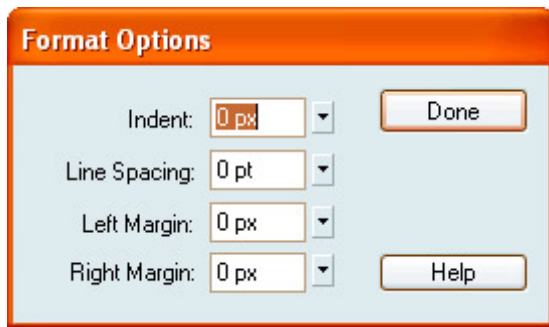 Format Options
Indent: 0 px Done
Line Spacing: 0 pt
Left Margin: 0 px
Right Margin: 0 px Help